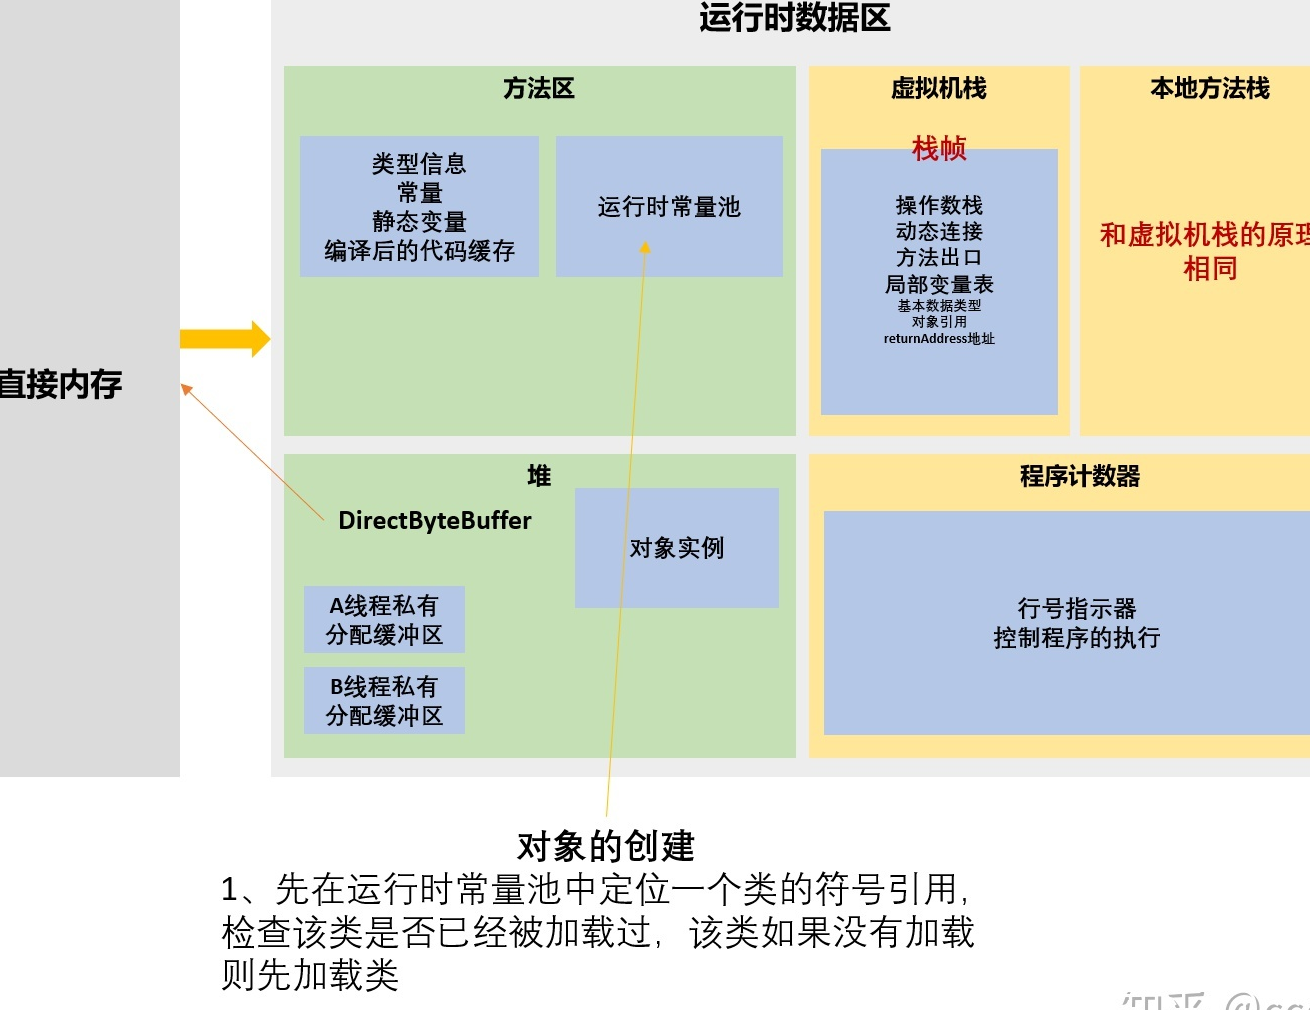 运行时数据区
方法区
类型信息
常量
静态变量
编译后的代码缓存
运行时常量池
虚拟机栈
栈帧
操作数栈
动态连接
方法出口
局部变量表
基本数据类型
对象引用
returnAddress地址
本地方法栈
和虚拟机栈的原理
相同
直接内存
堆
DirectByteBuffer
对象实例
A线程私有
分配缓冲区
B线程私有
分配缓冲区
程序计数器
行号指示器
控制程序的执行
对象的创建
1、先在运行时常量池中定位一个类的符号引用,
检查该类是否已经被加载过，该类如果没有加载
则先加载类
知乎